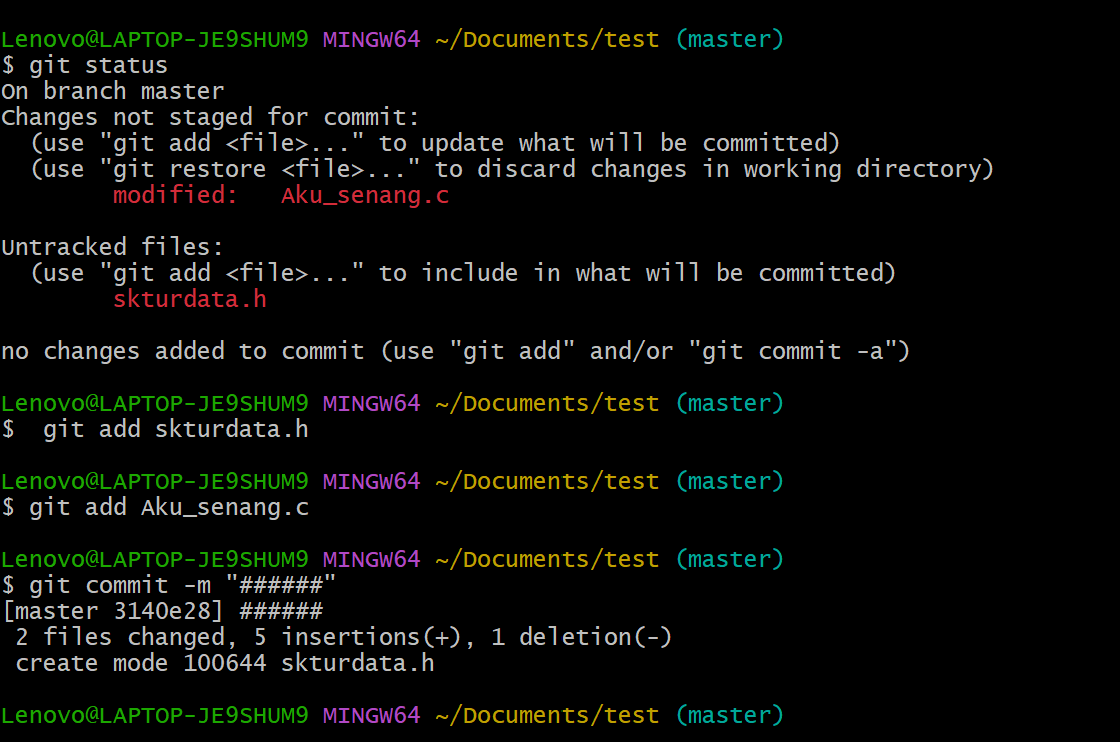 Lenovo@LAPTOP-JE9SHUM9 MINGW64 ~/Documents/test (master)
$ git status
On branch master
Changes not staged for commit:
  (use "git add <file>..." to update what will be committed)
  (use "git restore <file>..." to discard changes in working directory)
        modified:   Aku_senang.c

Untracked files:
  (use "git add <file>..." to include in what will be committed)
        skturdata.h

no changes added to commit (use "git add" and/or "git commit -a")

Lenovo@LAPTOP-JE9SHUM9 MINGW64 ~/Documents/test (master)
$  git add skturdata.h

Lenovo@LAPTOP-JE9SHUM9 MINGW64 ~/Documents/test (master)
$ git add Aku_senang.c

Lenovo@LAPTOP-JE9SHUM9 MINGW64 ~/Documents/test (master)
$ git commit -m "######"
[master 3140e28] ######
 2 files changed, 5 insertions(+), 1 deletion(-)
 create mode 100644 skturdata.h

Lenovo@LAPTOP-JE9SHUM9 MINGW64 ~/Documents/test (master)